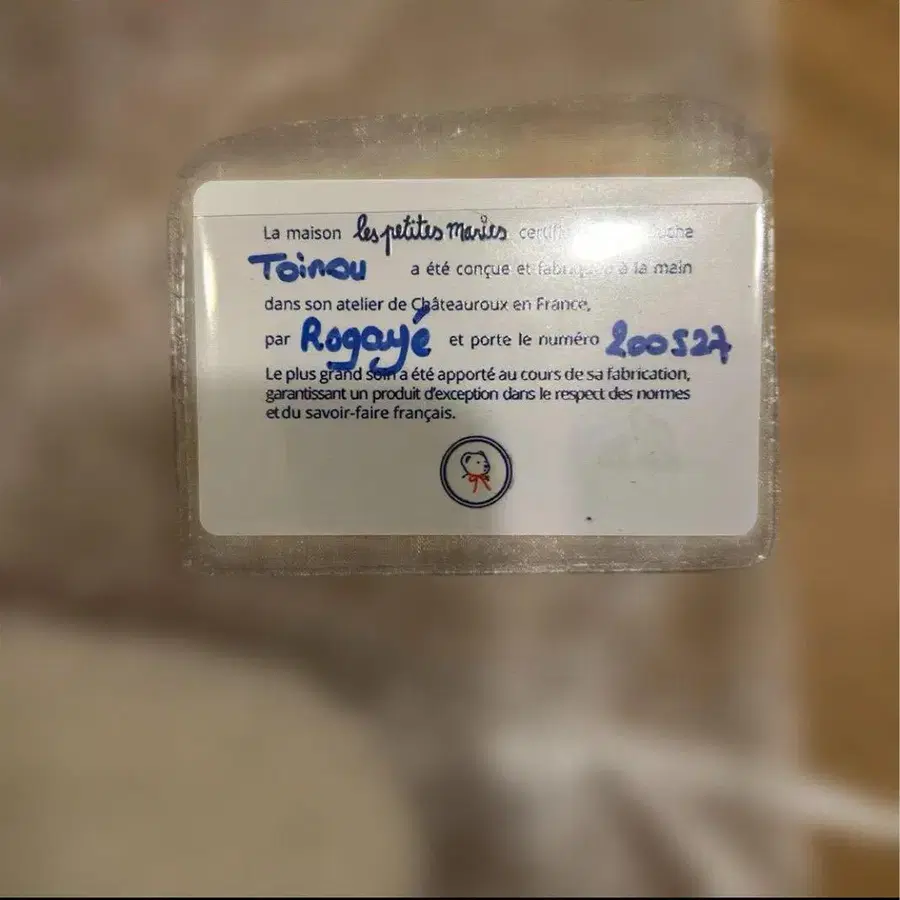 La maison les petites maries certifi
Toinou a été conçue et fabriquée à la main
dans son atelier de Châteauroux en France,
par Rogayé et porte le numéro 200527
Le plus grand soin a été apporté au cours de sa fabrication,
garantissant un produit d'exception dans le respect des normes
et du savoir-faire français.